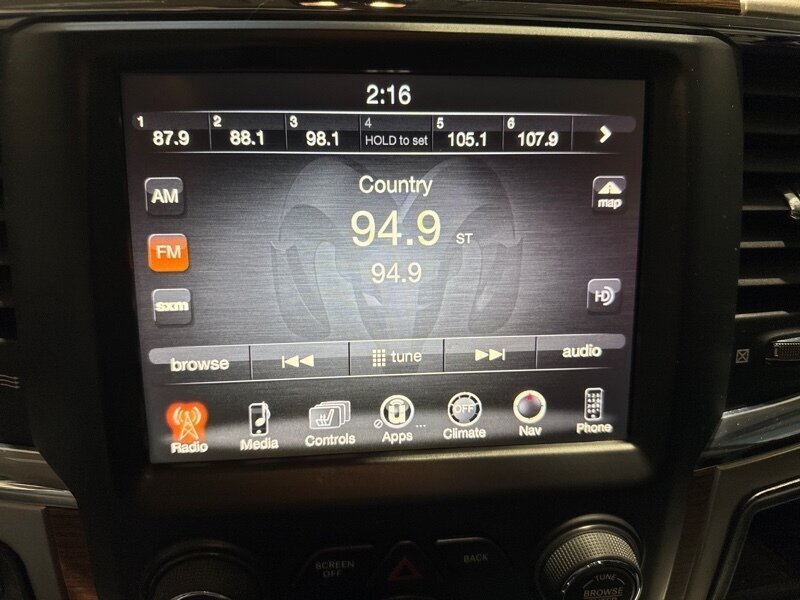 2:16
1 2 3 4 5 6
87.9 88.1 98.1 HOLD to set 105.1 107.9
Country
AM
map
94.9 ST
FM
94.9
HD
sxm
browse tune audio
OFF
Radio Media Controls Apps ... Climate Nav Phone
SCREEN OFF 2 BACK
TUNE
BROWSE